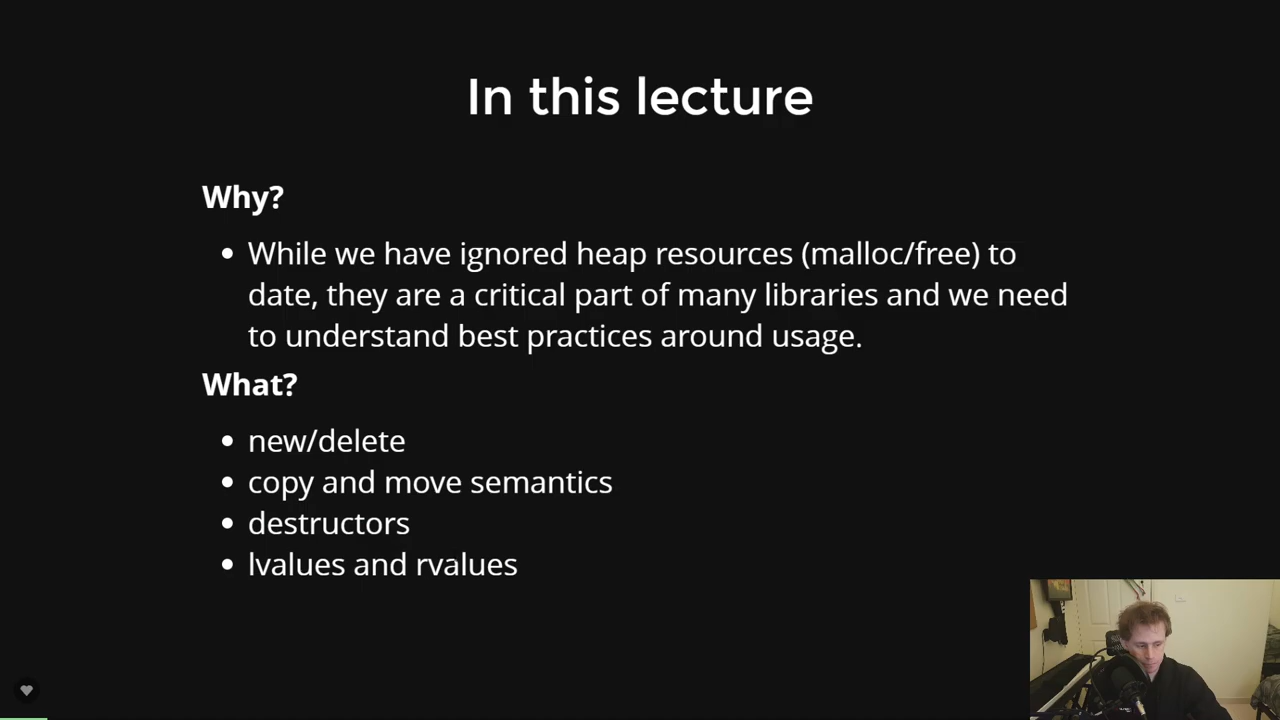 In this lecture
Why?
While we have ignored heap resources (malloc/free) to
date, they are a critical part of many libraries and we need
to understand best practices around usage.
What?
new/delete
copy and move semantics
destructors
lvalues and rvalues